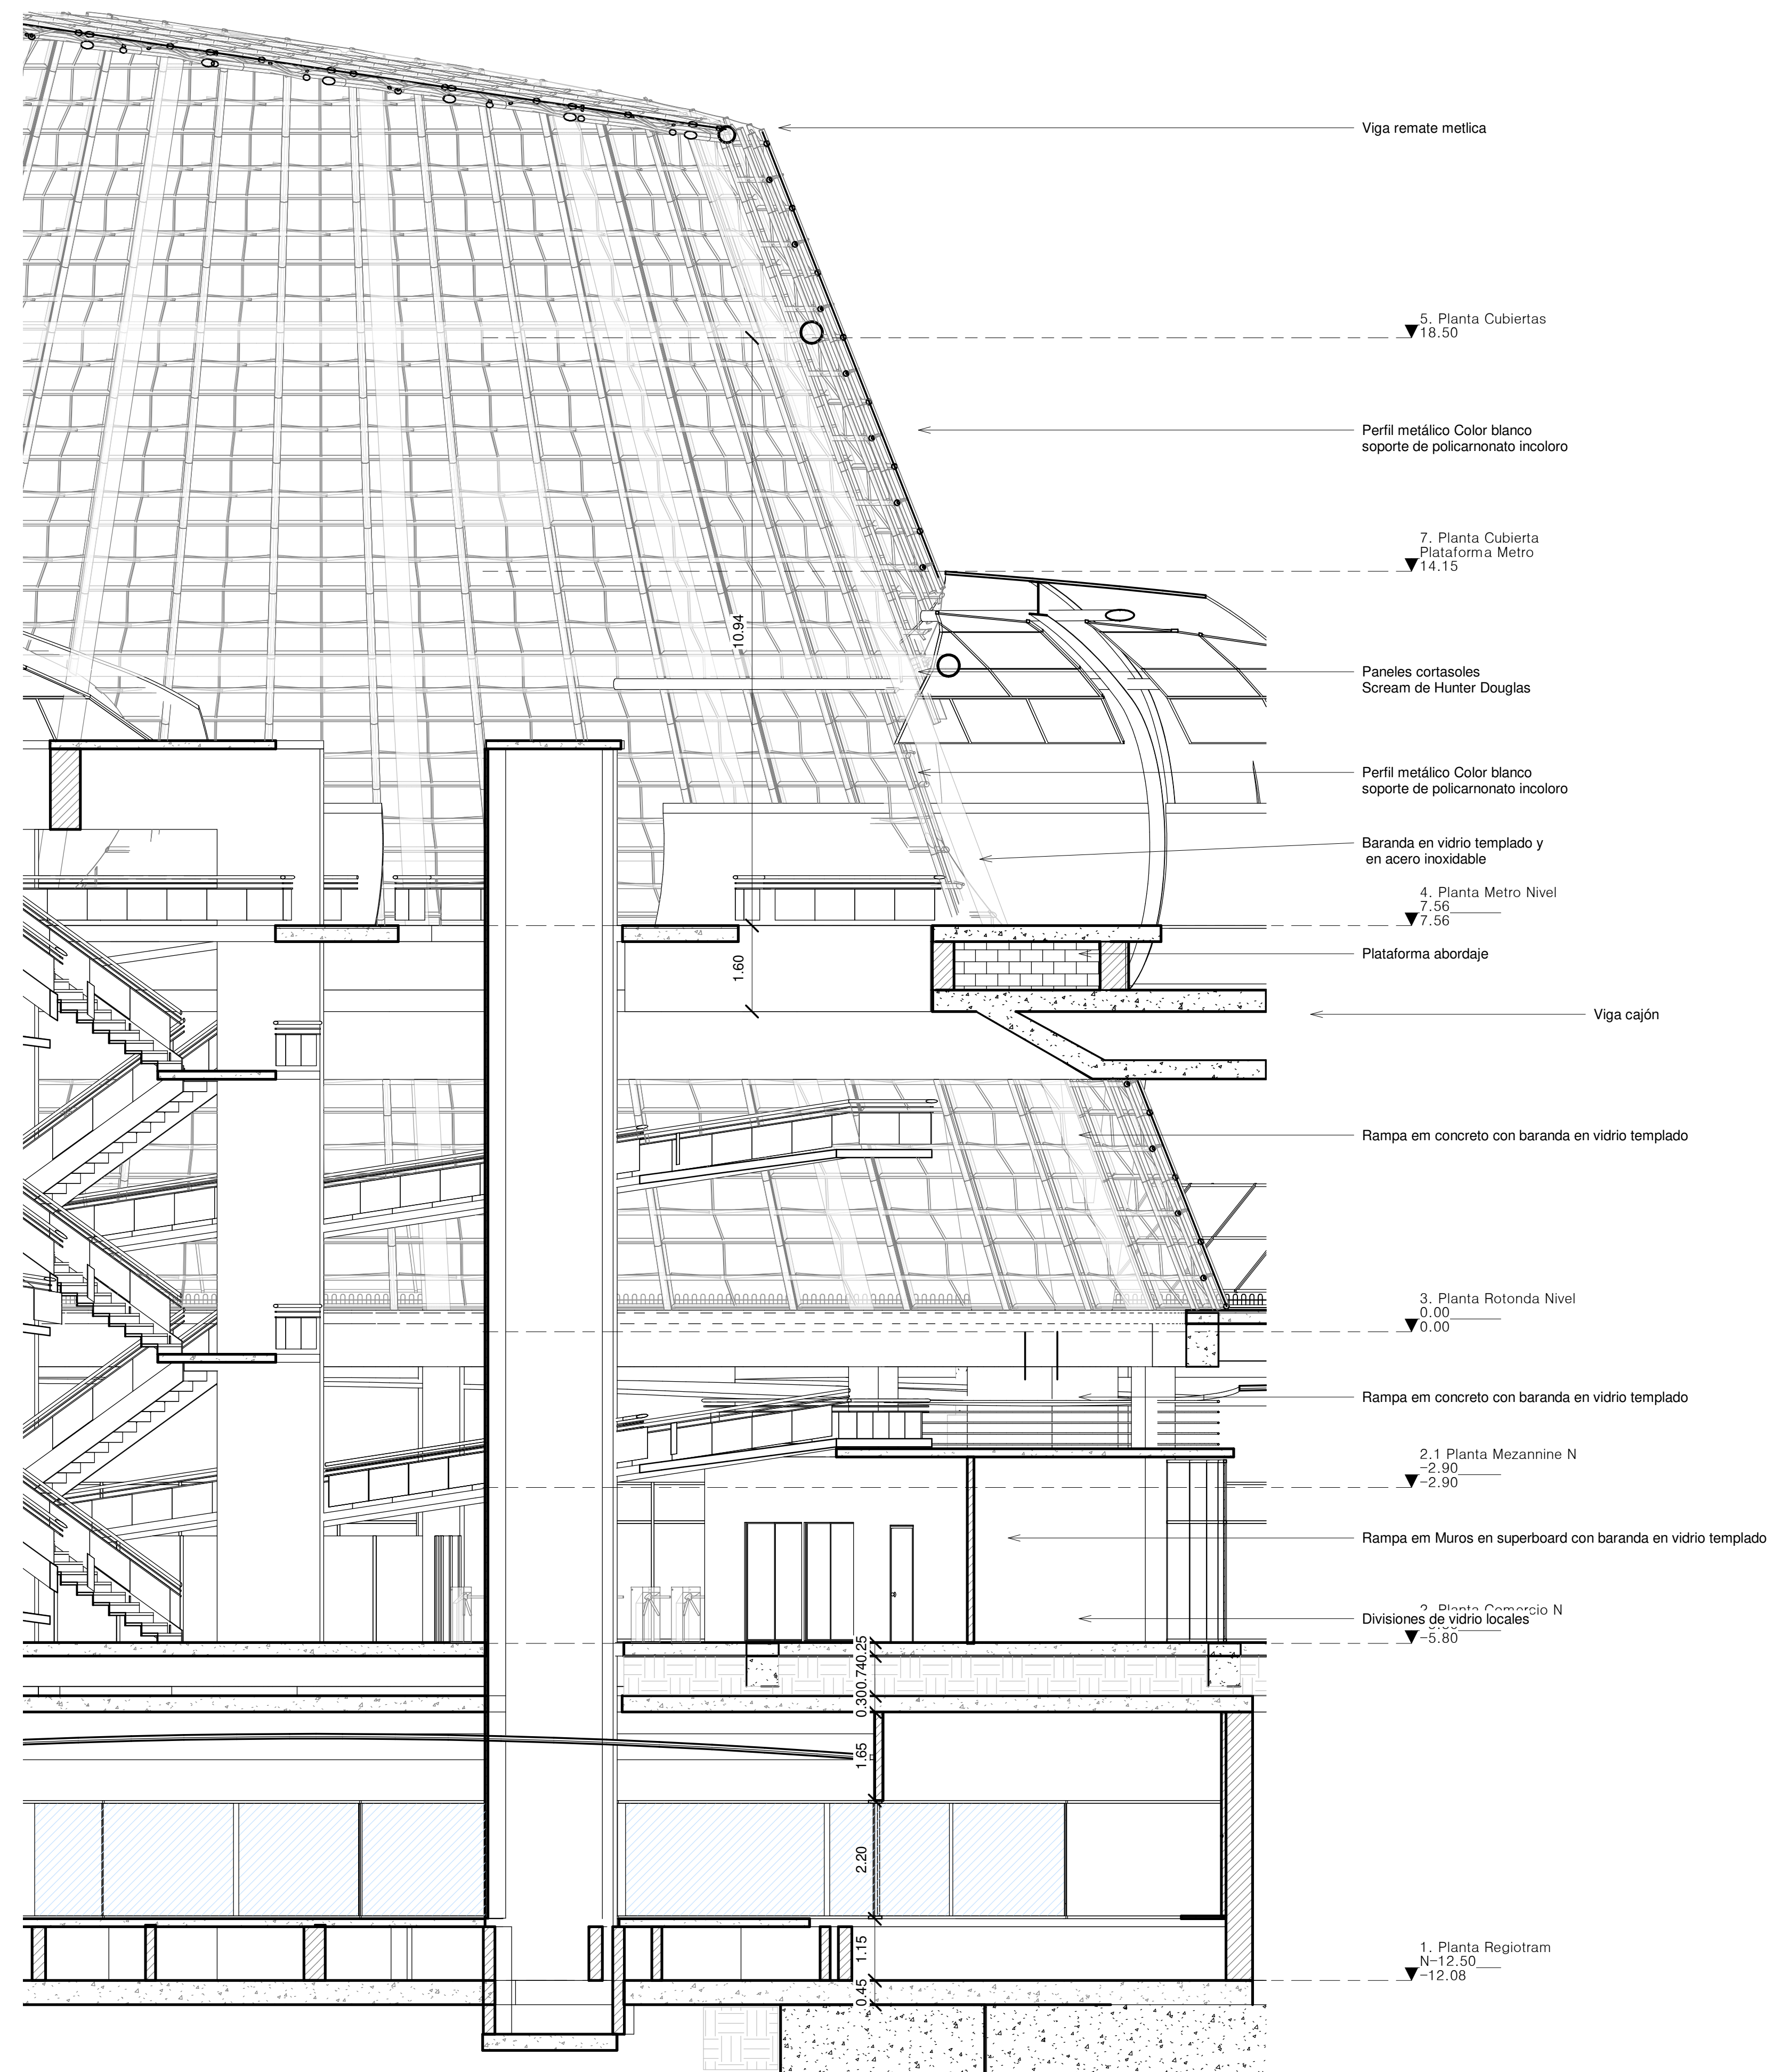 Viga remate metlica
5. Planta Cubiertas
18.50
Perfil metálico Color blanco
soporte de policarnonato incoloro
7. Planta Cubierta
Plataforma Metro
14.15
10.94
Paneles cortasoles
Scream de Hunter Douglas
Perfil metálico Color blanco
soporte de policarnonato incoloro
Baranda en vidrio templado y
en acero inoxidable
4. Planta Metro Nivel
7.56
7.56
Plataforma abordaje
1.60
Viga cajón
Rampa em concreto con baranda en vidrio templado
3. Planta Rotonda Nivel
0.00
0.00
Rampa em concreto con baranda en vidrio templado
2.1 Planta Mezannine N
-2.90
-2.90
Rampa em Muros en superboard con baranda en vidrio templado
2. Planta Comercio N
Divisiones de vidrio locales
-5.80
0.25
0.74
0.30
1.65
2.20
1.15
0.45
1. Planta Regiotram
N-12.50
-12.08